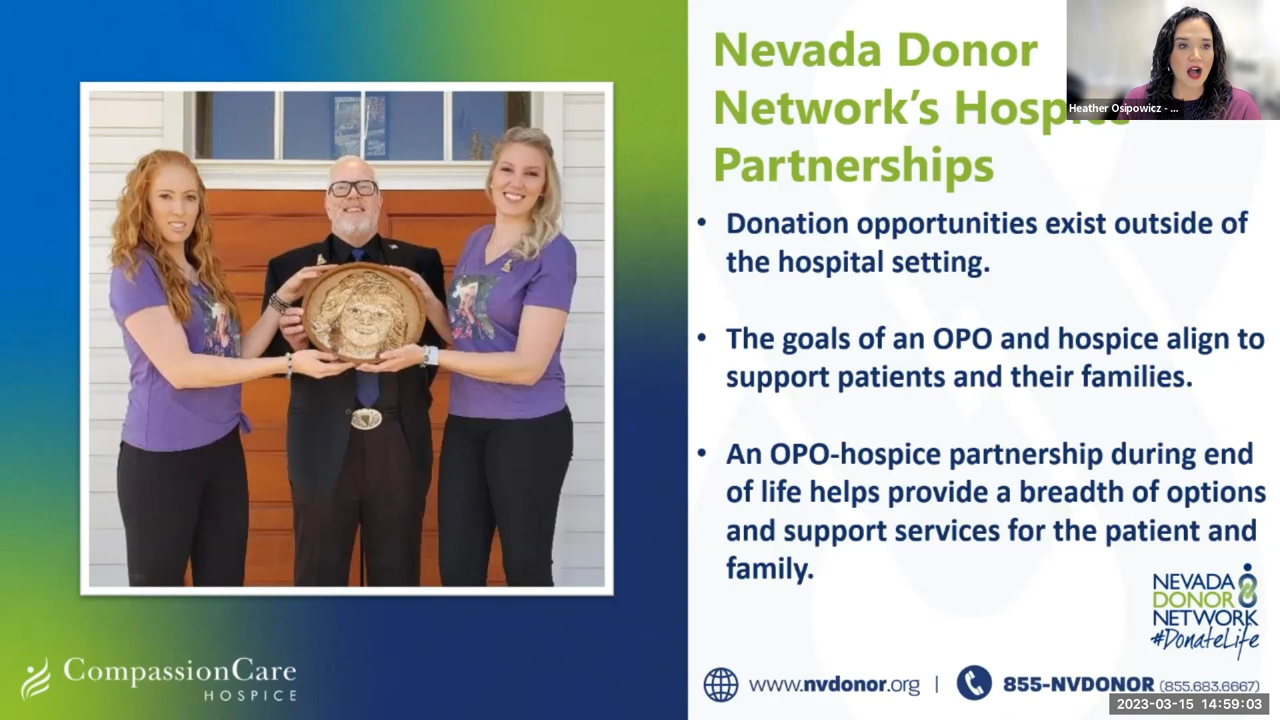 Nevada Donor
Network's Hospice
Partnerships
Heather Osipowicz - ...
• Donation opportunities exist outside of
the hospital setting.
• The goals of an OPO and hospice align to
support patients and their families.
• An OPO-hospice partnership during end
of life helps provide a breadth of options
and support services for the patient and
family.
NEVADA
DONOR
NETWORK
#DonateLife
CompassionCare
HOSPICE
www.nvdonor.org | 855-NVDONOR (855.683.6667)
2023-03-15 14:59:03